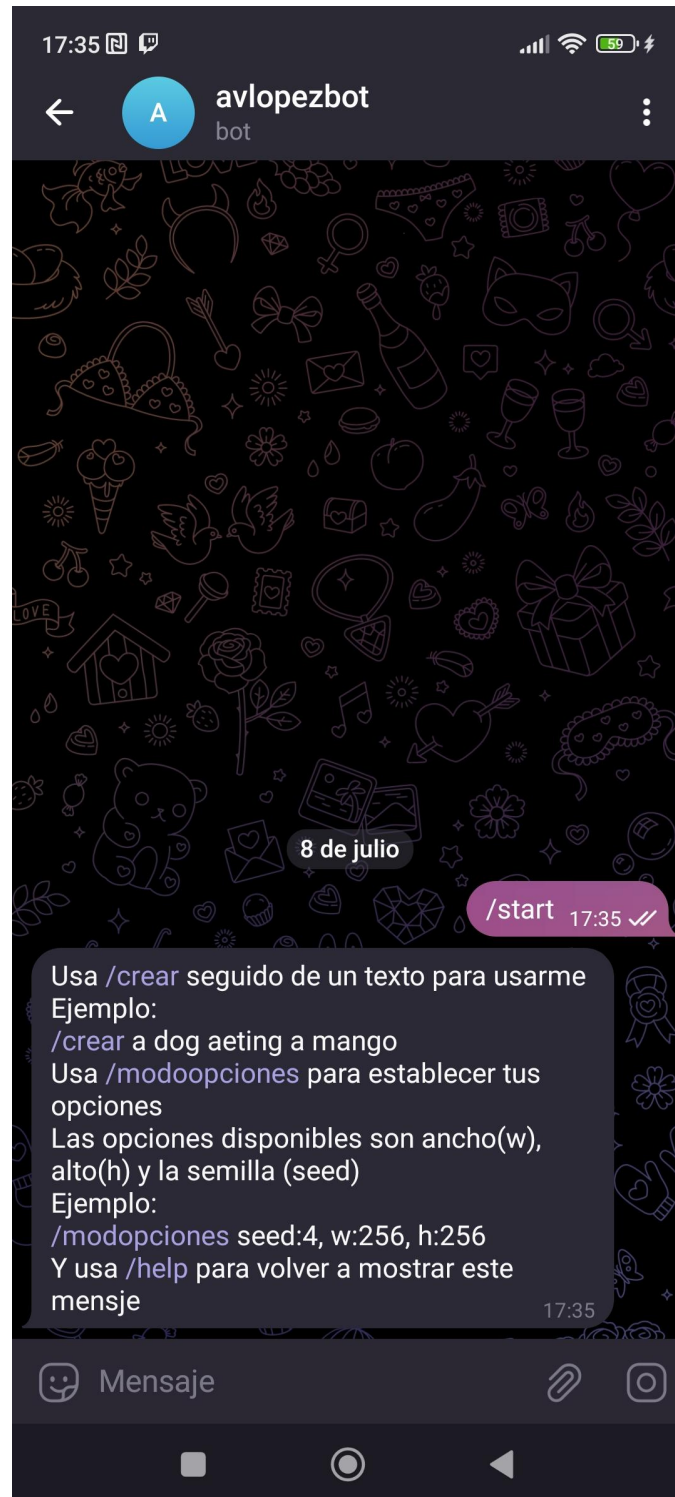 17:35
59
A
avlopezbot
bot
LOVE
LOVE
8 de julio
/start 17:35
Usa /crear seguido de un texto para usarme
Ejemplo:
/crear a dog aeting a mango
Usa /modoopciones para establecer tus
opciones
Las opciones disponibles son ancho(w),
alto(h) y la semilla (seed)
Ejemplo:
/modopciones seed:4, w:256, h:256
Y usa /help para volver a mostrar este
mensje
17:35
Mensaje